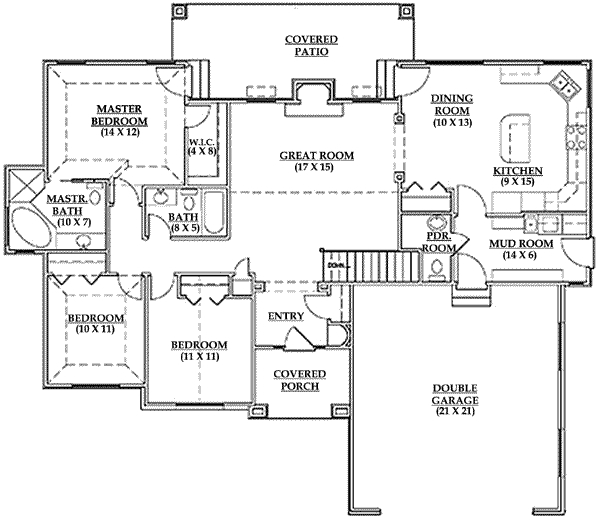 COVERED
PATIO
MASTER
BEDROOM
(14 X 12)
W.I.C.
(4 X 8)
GREAT ROOM
(17 X 15)
DINING
ROOM
(10 X 13)
KITCHEN
(9 X 15)
MASTR.
BATH
(10 X 7)
BATH
(8 X 5)
PDR.
ROOM
MUD ROOM
(14 X 6)
DOWN
BEDROOM
(10 X 11)
BEDROOM
(11 X 11)
ENTRY
COVERED
PORCH
DOUBLE
GARAGE
(21 X 21)